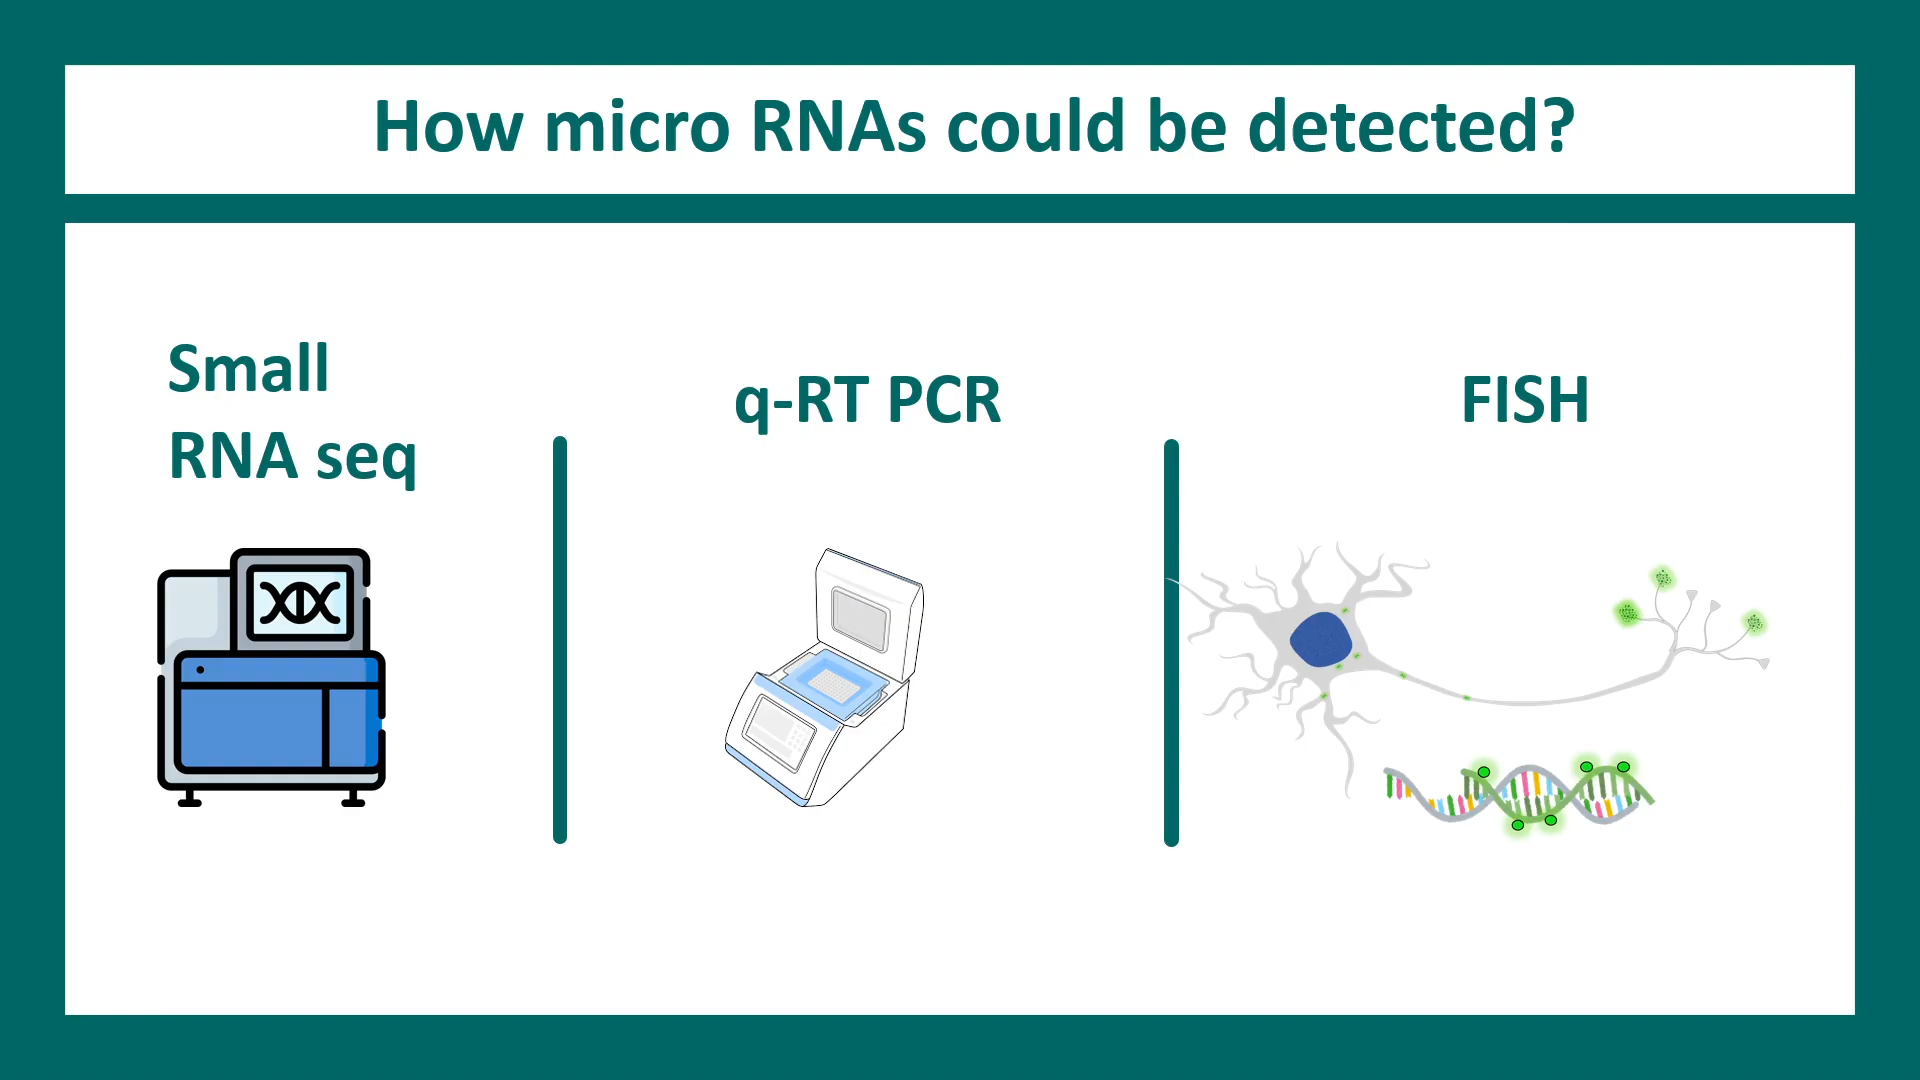 How micro RNAs could be detected?
Small
RNA seq
q-RT PCR
FISH